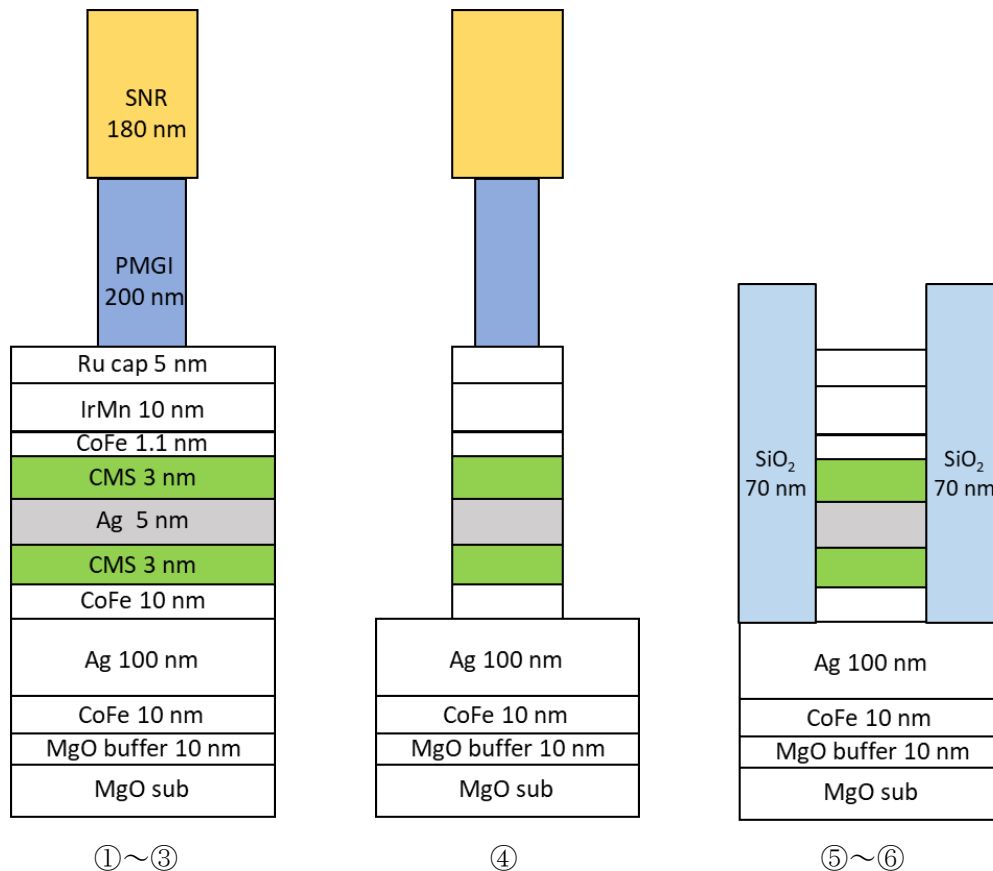 SNR
180 nm
PMGI
200 nm
Ru cap 5 nm
IrMn 10 nm
CoFe 1.1 nm
CMS 3 nm
Ag  5 nm
CMS 3 nm
CoFe 10 nm
Ag 100 nm
CoFe 10 nm
MgO buffer 10 nm
MgO sub
①～③
Ag 100 nm
CoFe 10 nm
MgO buffer 10 nm
MgO sub
④
SiO₂
70 nm
SiO₂
70 nm
Ag 100 nm
CoFe 10 nm
MgO buffer 10 nm
MgO sub
⑤～⑥